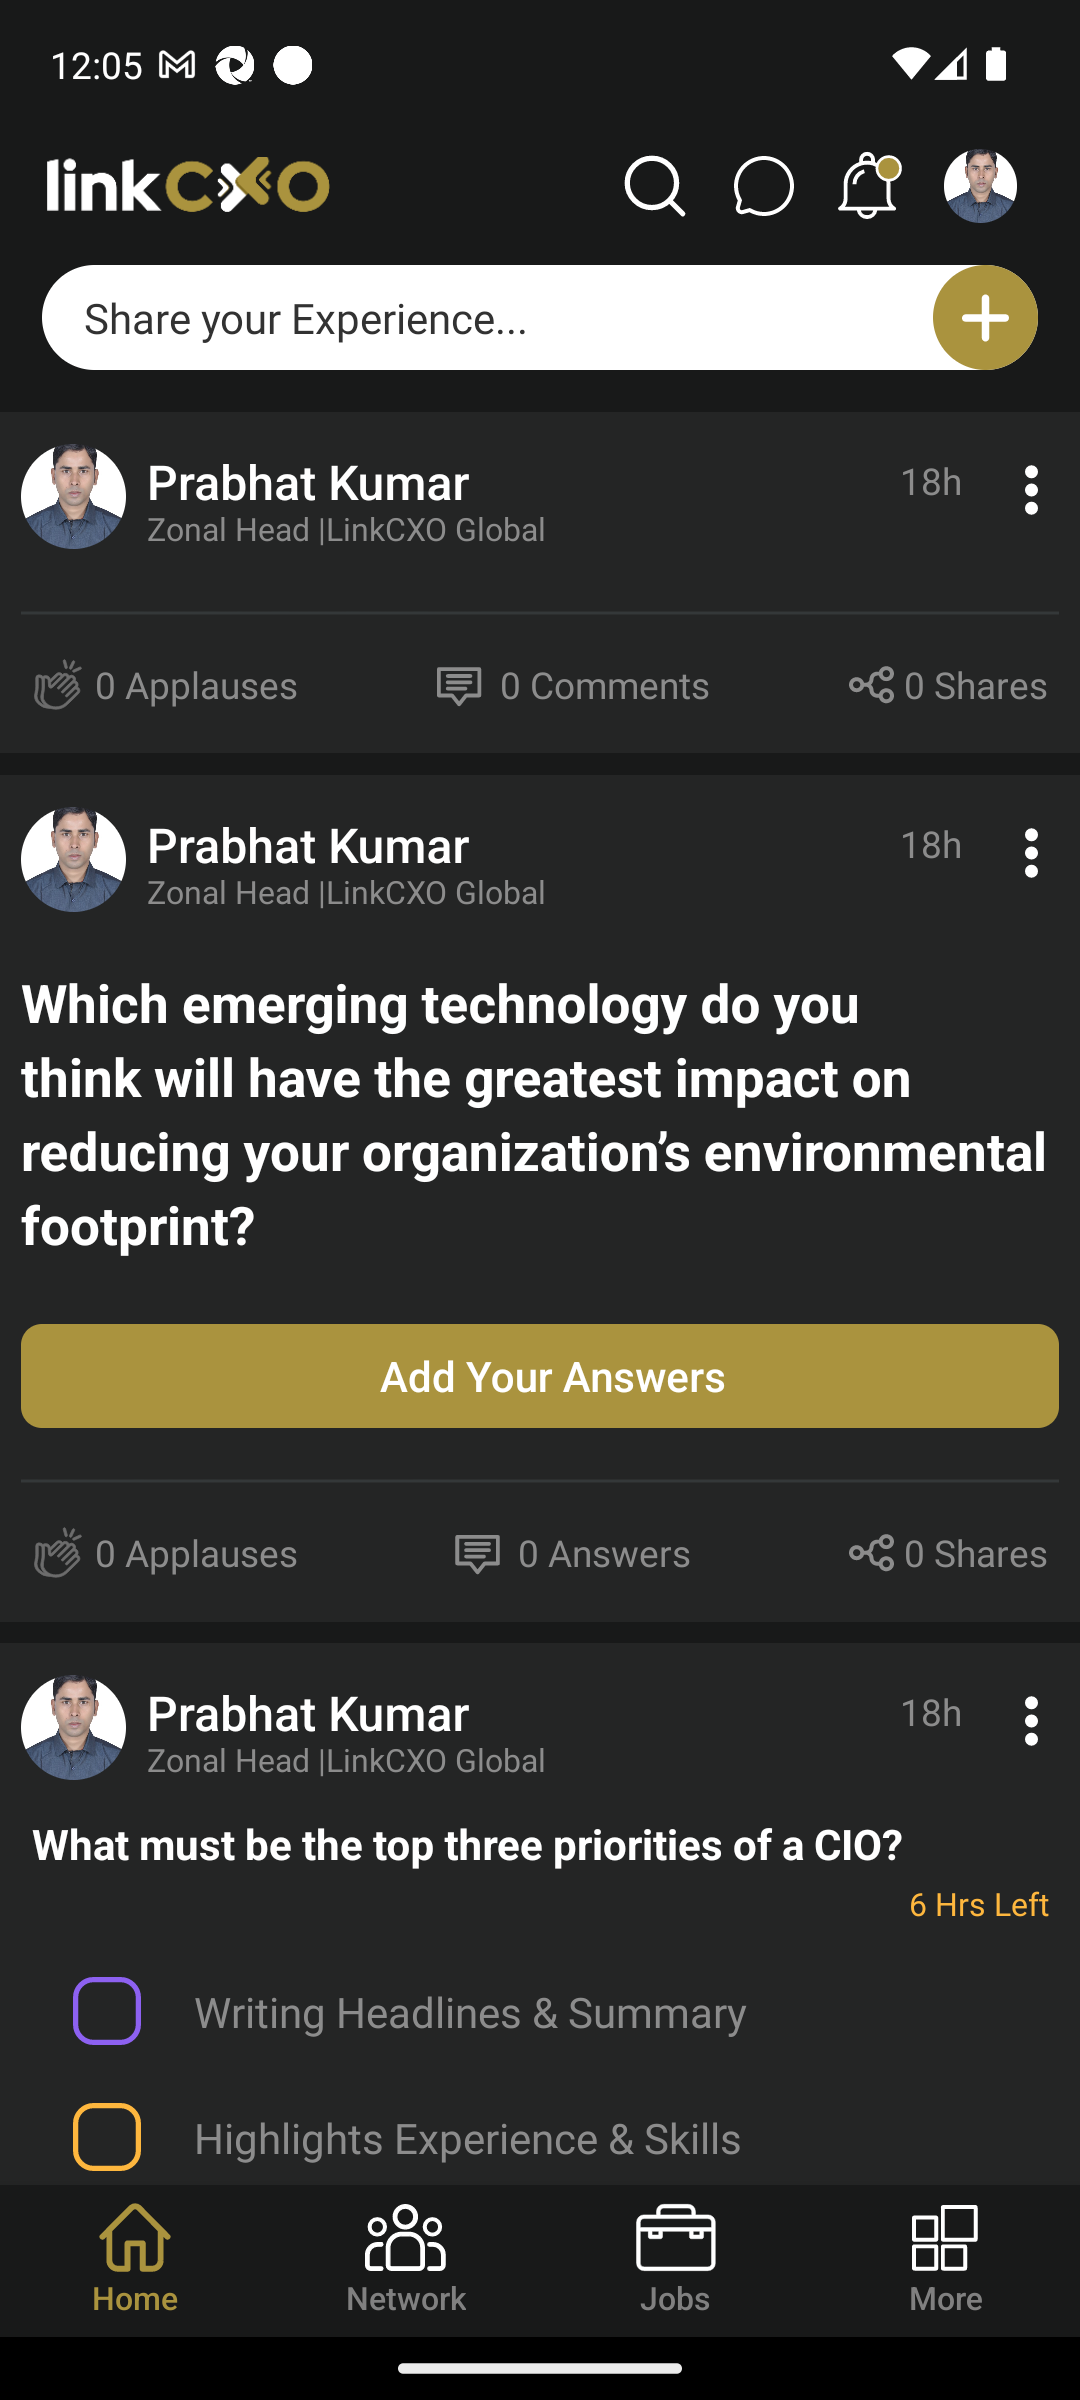 12:05
linkCXO
Share your Experience...
Prabhat Kumar
18h
Zonal Head |LinkCXO Global
0 Applauses
0 Comments
0 Shares
Prabhat Kumar
18h
Zonal Head |LinkCXO Global
Which emerging technology do you
think will have the greatest impact on
reducing your organization’s environmental
footprint?
Add Your Answers
0 Applauses
0 Answers
0 Shares
Prabhat Kumar
18h
Zonal Head |LinkCXO Global
What must be the top three priorities of a CIO?
6 Hrs Left
Writing Headlines & Summary
Highlights Experience & Skills
Home
Network
Jobs
More